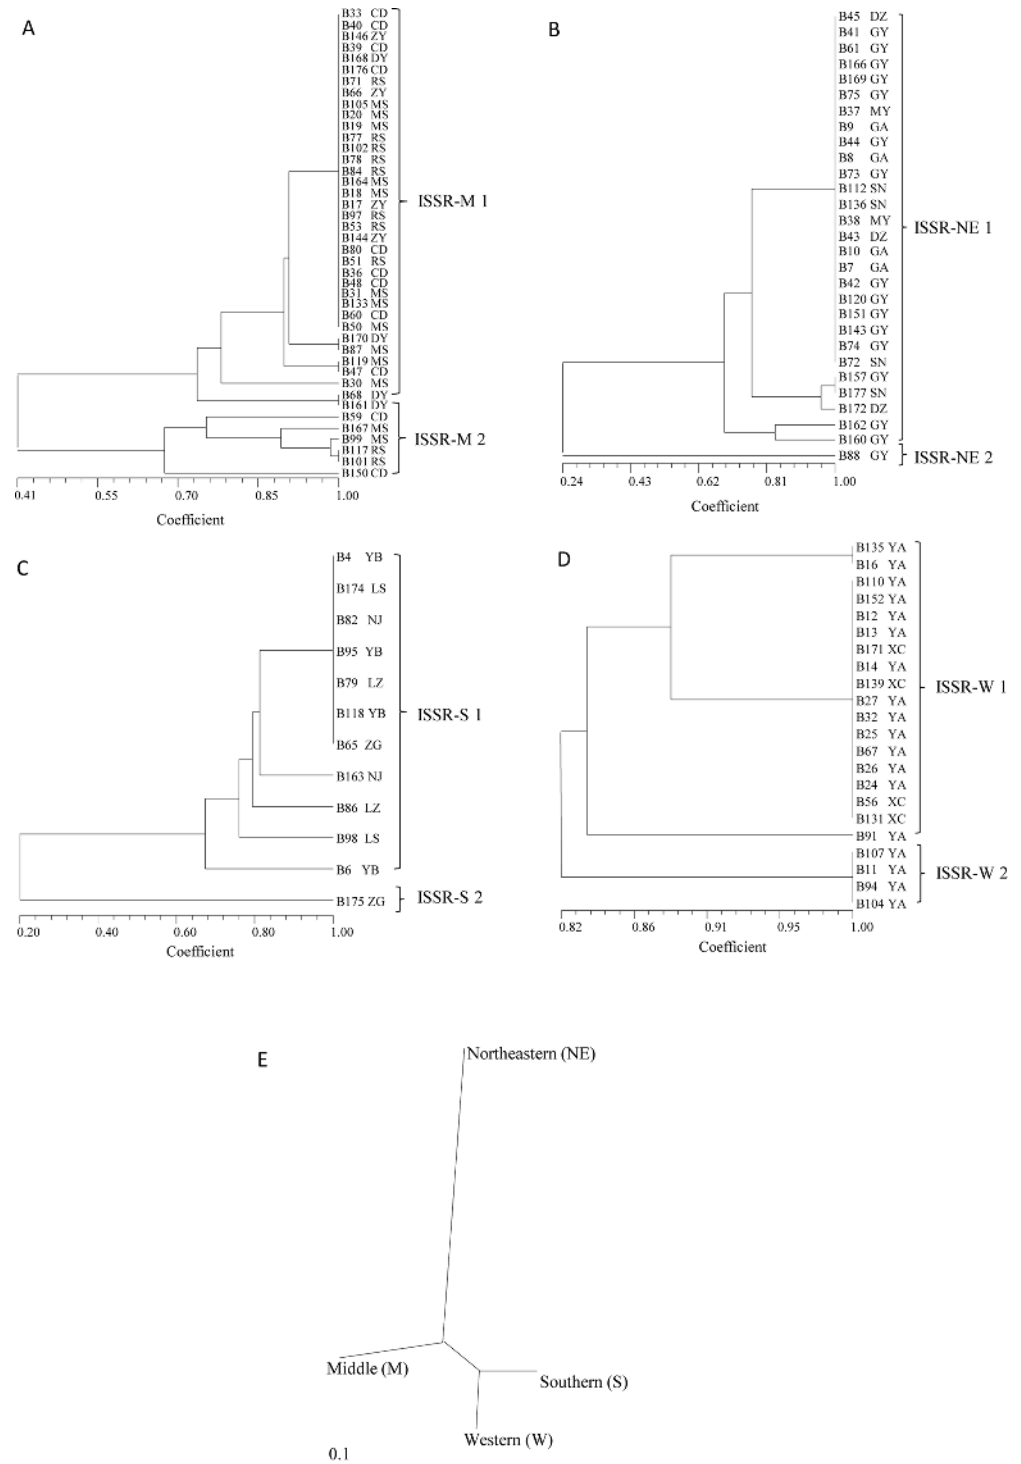 A
B33 CD
B40 CD
B146 ZY
B39 CD
B168 DY
B176 CD
B71 RS
B66 ZY
B105 MS
B20 MS
B19 MS
B77 RS
B102 RS
B78 RS
B84 RS
B164 MS
B18 MS
B17 ZY
B97 RS
B53 RS
B144 ZY
B80 CD
B51 RS
B36 CD
B48 CD
B31 MS
B133 MS
B60 CD
B50 MS
B170 DY
B87 MS
B119 MS
B47 CD
B30 MS
B68 DY
B161 DY
B59 CD
B167 MS
B99 MS
B117 RS
B101 RS
B150 CD
ISSR-M 1
ISSR-M 2
0.41 0.55 0.70 0.85 1.00
Coefficient
B
B45 DZ
B41 GY
B61 GY
B166 GY
B169 GY
B75 GY
B37 MY
B9 GA
B44 GY
B8 GA
B73 GY
B112 SN
B136 SN
B38 MY
B43 DZ
B10 GA
B7 GA
B42 GY
B120 GY
B151 GY
B143 GY
B74 GY
B72 SN
B157 GY
B177 SN
B172 DZ
B162 GY
B160 GY
B88 GY
ISSR-NE 1
ISSR-NE 2
0.24 0.43 0.62 0.81 1.00
Coefficient
C
B4 YB
B174 LS
B82 NJ
B95 YB
B79 LZ
B118 YB
B65 ZG
B163 NJ
B86 LZ
B98 LS
B6 YB
B175 ZG
ISSR-S 1
ISSR-S 2
0.20 0.40 0.60 0.80 1.00
Coefficient
D
B135 YA
B16 YA
B110 YA
B152 YA
B12 YA
B13 YA
B171 XC
B14 YA
B139 XC
B27 YA
B32 YA
B25 YA
B67 YA
B26 YA
B24 YA
B56 XC
B131 XC
B91 YA
B107 YA
B11 YA
B94 YA
B104 YA
ISSR-W 1
ISSR-W 2
0.82 0.86 0.91 0.95 1.00
Coefficient
E
Northeastern (NE)
Middle (M)
Southern (S)
Western (W)
0.1